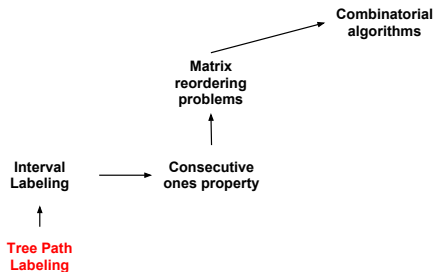 Combinatorial
algorithms
Matrix
reordering
problems
Interval
Labeling
Consecutive
ones property
Tree Path
Labeling